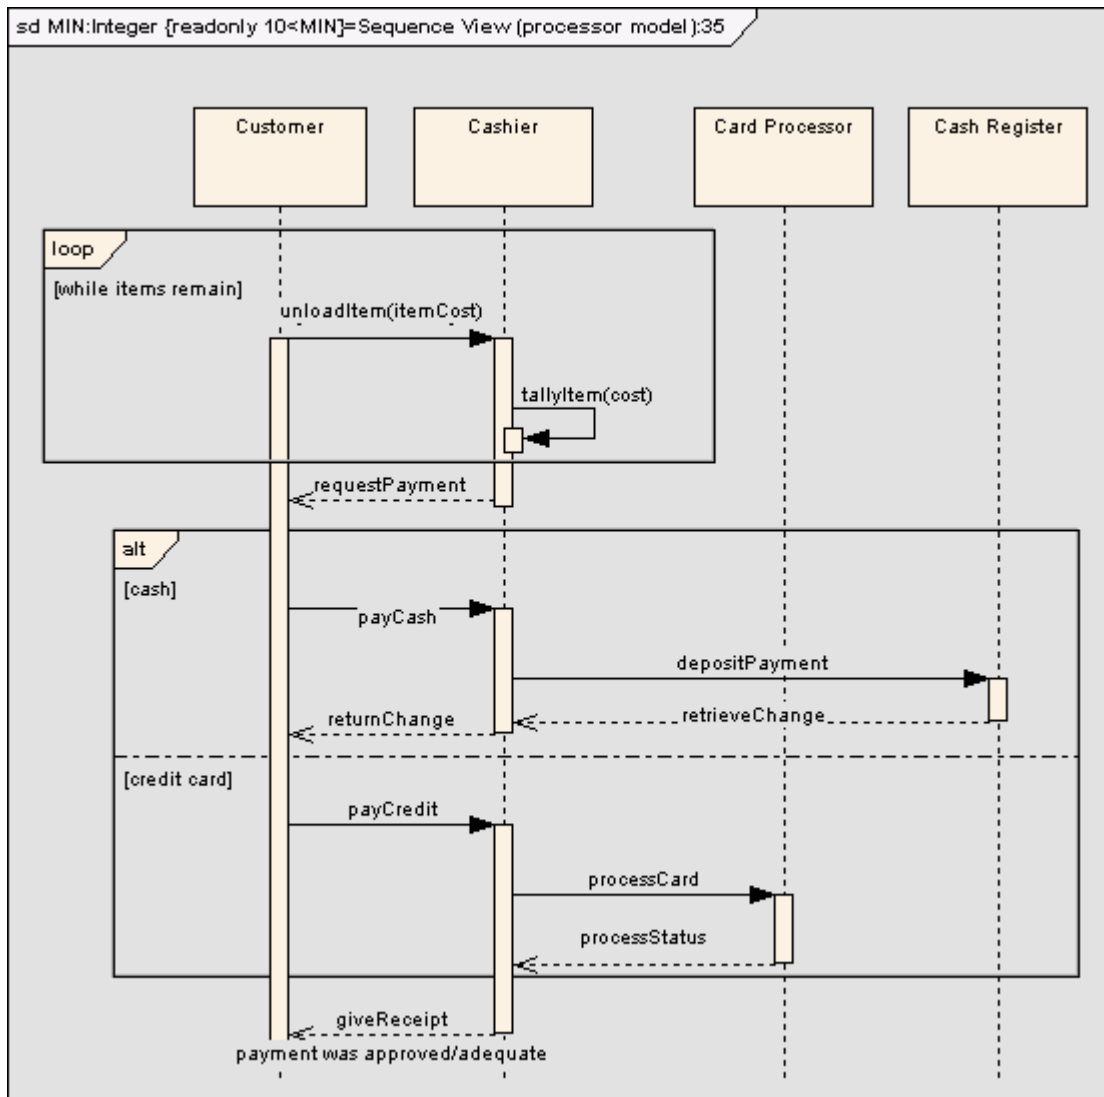 sd MIN:Integer {readonly 10<MIN}=Sequence View (processor model):35
Customer
Cashier
Card Processor
Cash Register
loop
[while items remain]
unloadItem(itemCost)
tallyItem(cost)
requestPayment
alt
[cash]
payCash
depositPayment
retrieveChange
returnChange
[credit card]
payCredit
processCard
processStatus
giveReceipt
payment was approved/adequate